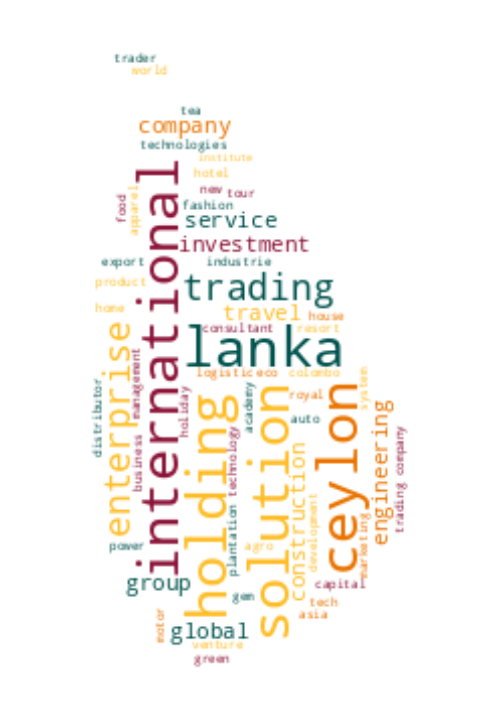 trader
world
tea
company
technologies
institute
hotel
new
tour
food
apparel
fashion
service
international
investment
export
industrie
product
trading
home
travel
house
enterprise
consultant
resort
lanka
logistic
eco
colombo
system
distributor
business
management
holiday
holding
academy
solution
royal
ceylon
auto
engineering
trading company
technology
construction
plantation
development
marketing
power
agro
group
capital
gem
tech
asia
motor
global
venture
green